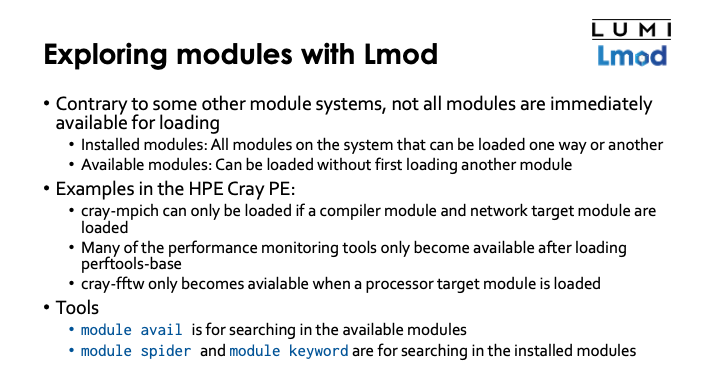 LUMI
Lmod
Exploring modules with Lmod
• Contrary to some other module systems, not all modules are immediately
available for loading
• Installed modules: All modules on the system that can be loaded one way or another
• Available modules: Can be loaded without first loading another module
• Examples in the HPE Cray PE:
• cray-mpich can only be loaded if a compiler module and network target module are
loaded
• Many of the performance monitoring tools only become available after loading
perftools-base
• cray-fftw only becomes avialable when a processor target module is loaded
• Tools
• module avail is for searching in the available modules
• module spider and module keyword are for searching in the installed modules